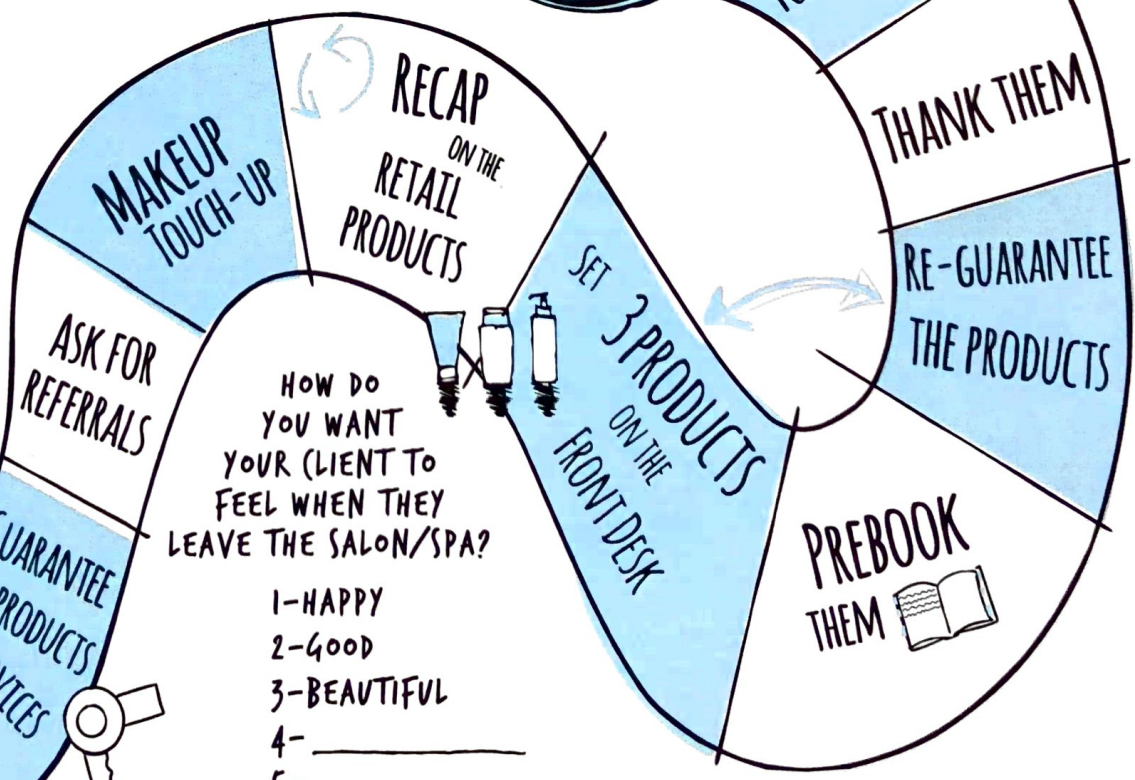 RECAP
ON THE
RETAIL
PRODUCTS
MAKEUP
TOUCH-UP
ASK FOR
REFERRALS
UARANTEE
PRODUCTS
VICES
SET
3 PRODUCTS
ON THE
FRONT DESK
THANK THEM
RE-GUARANTEE
THE PRODUCTS
PREBOOK
THEM
HOW DO
YOU WANT
YOUR CLIENT TO
FEEL WHEN THEY
LEAVE THE SALON/SPA?
1-HAPPY
2-GOOD
3-BEAUTIFUL
4-